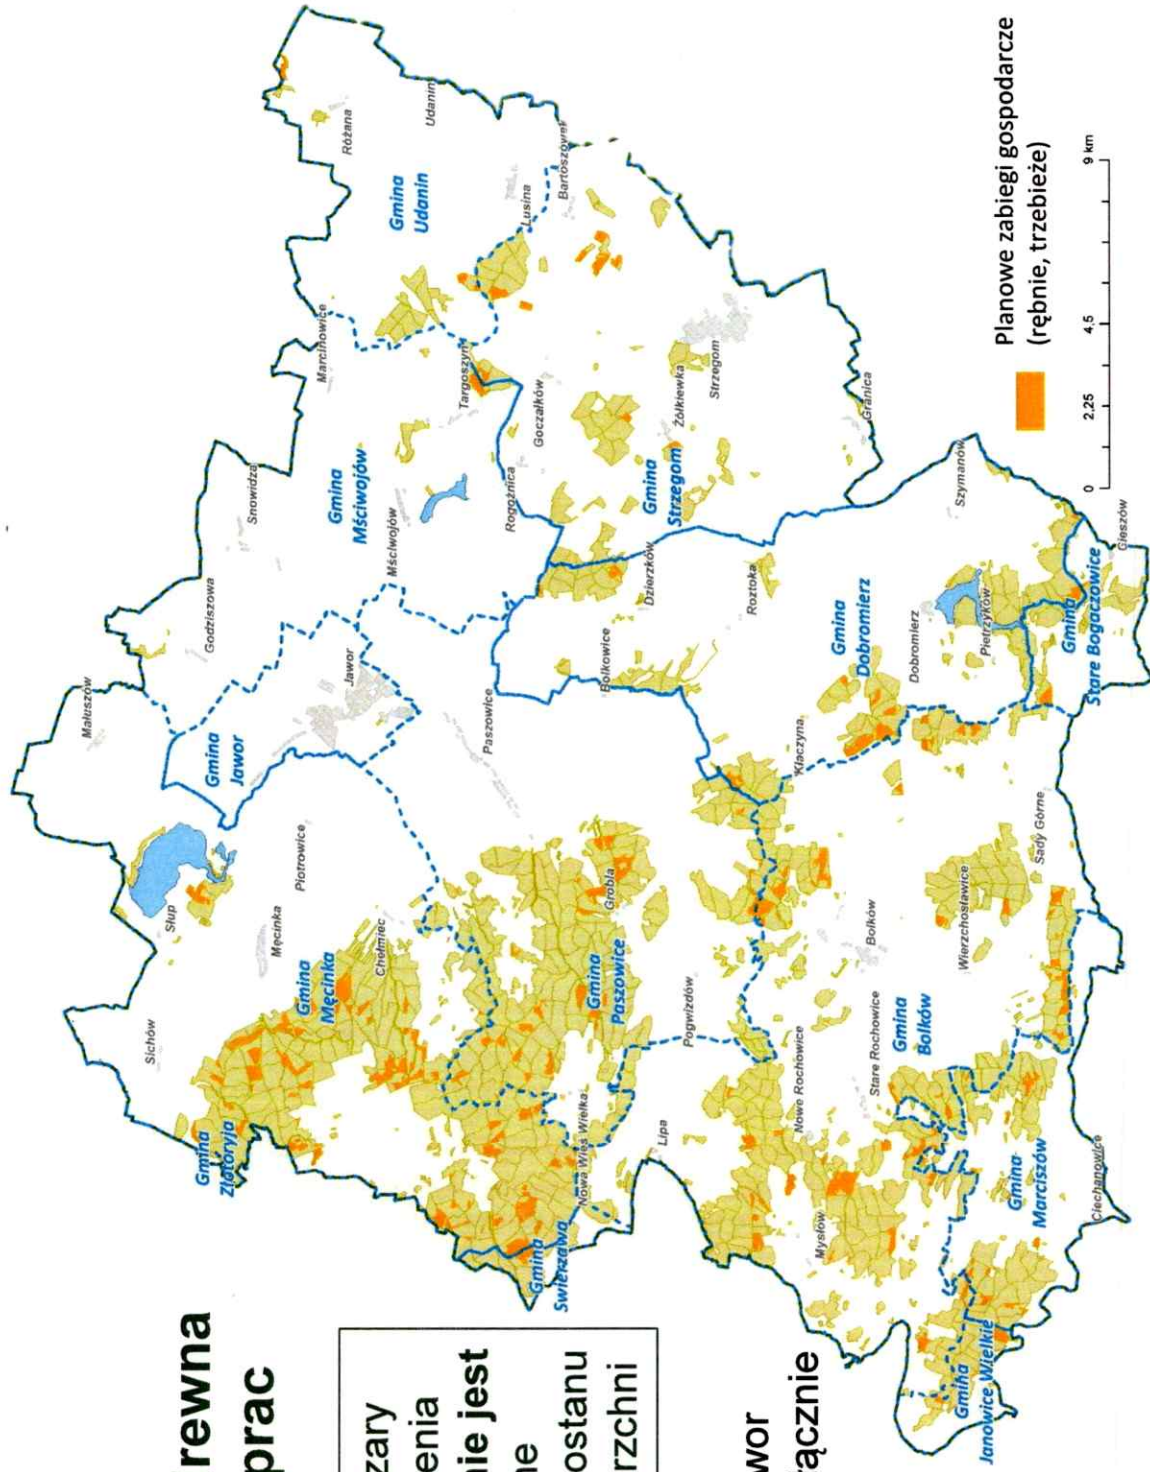 rewna
prac
zary
enia
nie jest
ne
ostanu
rzchni
wor
rącznie
Małuszów
Godziszowa
Snowidza
Marcinowice
Różana
Udanin
Gmina
Udanin
Lusina
Bartoszówek
Sichów
Słup
Męcinka
Piotrowice
Gmina
Jawor
Jawor
Gmina
Mściwojów
Mściwojów
Targoszyn
Gmina
Złotoryja
Gmina
Męcinka
Chełmiec
Paszowice
Rogoźnica
Goczałków
Gmina
Świerzawa
Nowa Wieś Wielka
Gmina
Paszowice
Grobla
Bolkowice
Dzierzków
Gmina
Strzegom
Żółkiewka
Strzegom
Lipa
Pogwizdów
Roztoka
Kłaczyna
Granica
Mysłów
Nowe Rochowice
Stare Rochowice
Bolków
Gmina
Bolków
Gmina
Dobromierz
Dobromierz
Wierzchosławice
Pietrzyków
Szymanów
Gmina
Janowice Wielkie
Gmina
Marciszów
Sady Górne
Gmina
Stare Bogaczowice
Ciechanowice
Gieszów
Planowe zabiegi gospodarcze
(rębnie, trzebieże)
0 2,25 4,5 9 km